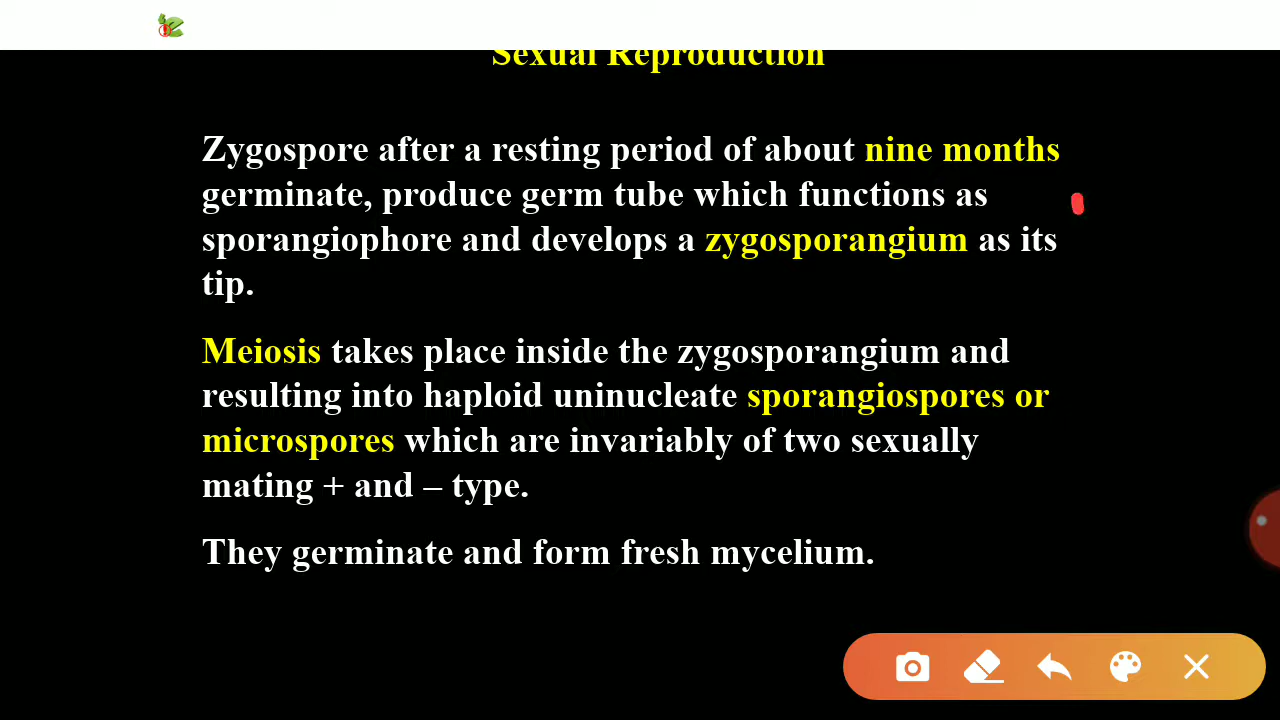 Sexual Reproduction
Zygospore after a resting period of about nine months
germinate, produce germ tube which functions as
sporangiophore and develops a zygosporangium as its
tip.
Meiosis takes place inside the zygosporangium and
resulting into haploid uninucleate sporangiospores or
microspores which are invariably of two sexually
mating + and – type.
They germinate and form fresh mycelium.